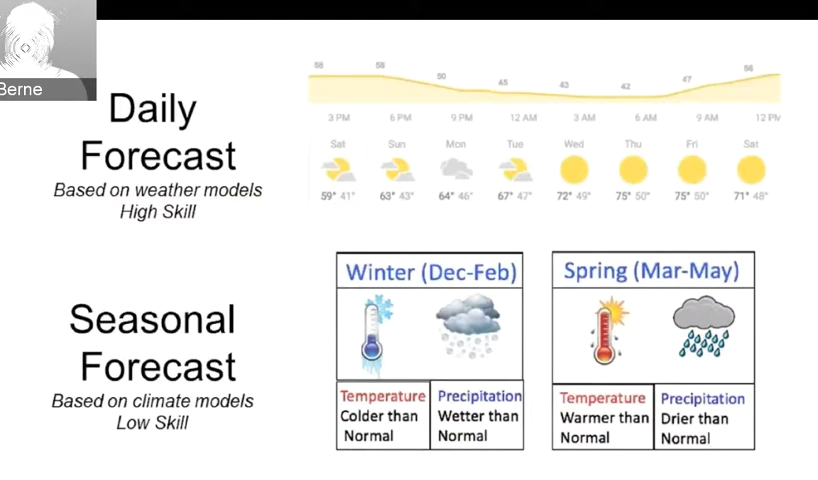 Berne
Daily
Forecast
Based on weather models
High Skill
58 58 50 45 43 42 47 56
3 PM 6 PM 9 PM 12 AM 3 AM 6 AM 9 AM 12 PM
Sat Sun Mon Tue Wed Thu Fri Sat
59° 41° 63° 43° 64° 46° 67° 47° 72° 49° 75° 50° 75° 50° 71° 48°
Seasonal
Forecast
Based on climate models
Low Skill
Winter (Dec-Feb)
Temperature
Colder than
Normal
Precipitation
Wetter than
Normal
Spring (Mar-May)
Temperature
Warmer than
Normal
Precipitation
Drier than
Normal